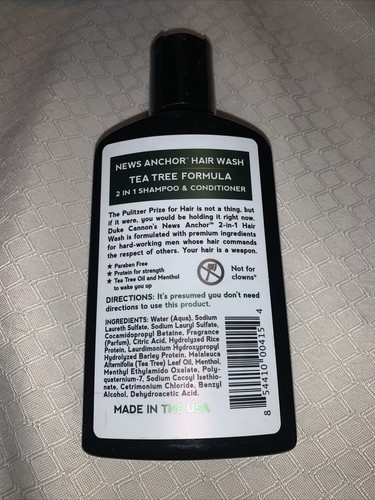 NEWS ANCHOR™ HAIR WASH
TEA TREE FORMULA
2 IN 1 SHAMPOO & CONDITIONER
The Pulitzer Prize for Hair is not a thing, but
if it were, you would be holding it right now.
Duke Cannon's News Anchor™ 2-in-1 Hair
Wash is formulated with premium ingredients
for hard-working men whose hair commands
the respect of others. Your hair is a weapon.
★ Paraben Free
★ Protein for strength
★ Tea Tree Oil and Menthol
to wake you up
Not for
clowns*
DIRECTIONS: It's presumed you don't need
directions to use this product.
INGREDIENTS: Water (Aqua), Sodium
Laureth Sulfate, Sodium Lauryl Sulfate,
Cocamidopropyl Betaine, Fragrance
(Parfum), Citric Acid, Hydrolyzed Rice
Protein, Laurdimonium Hydroxypropyl
Hydrolyzed Barley Protein, Melaleuca
Alternifolia (Tea Tree) Leaf Oil, Menthol,
Menthyl Ethylamido Oxalate, Poly-
quaternium-7, Sodium Cocoyl Isethio-
nate, Cetrimonium Chloride, Benzyl
Alcohol, Dehydroacetic Acid.
8 54410 00415 4
MADE IN THE USA